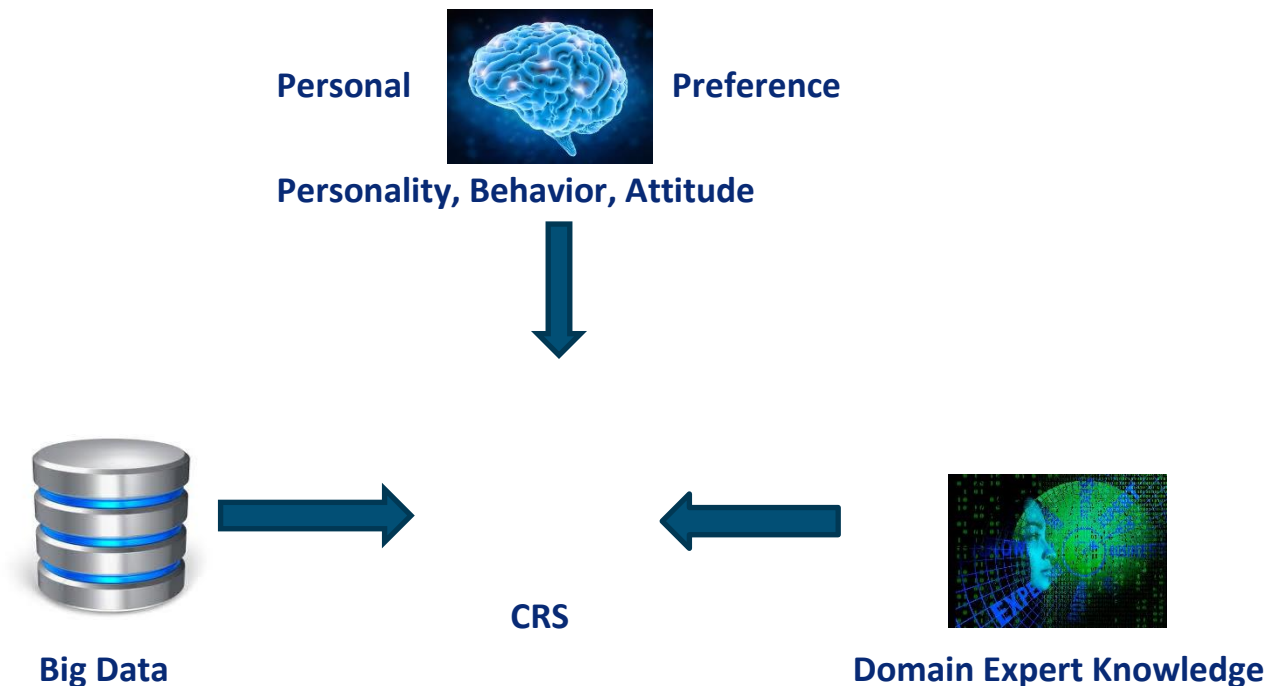 Personal Preference
Personality, Behavior, Attitude
CRS
Big Data
Domain Expert Knowledge